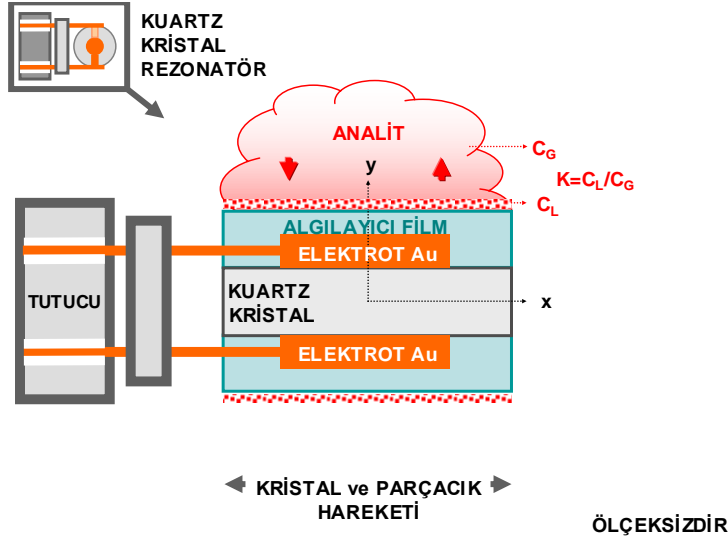 KUARTZ
KRİSTAL
REZONATÖR
ANALİT
C_G
y
K=C_L/C_G
C_L
ALGILAYICI FİLM
ELEKTROT Au
KUARTZ
KRİSTAL
TUTUCU
x
ELEKTROT Au
KRİSTAL ve PARÇACIK
HAREKETİ
ÖLÇEKSİZDİR